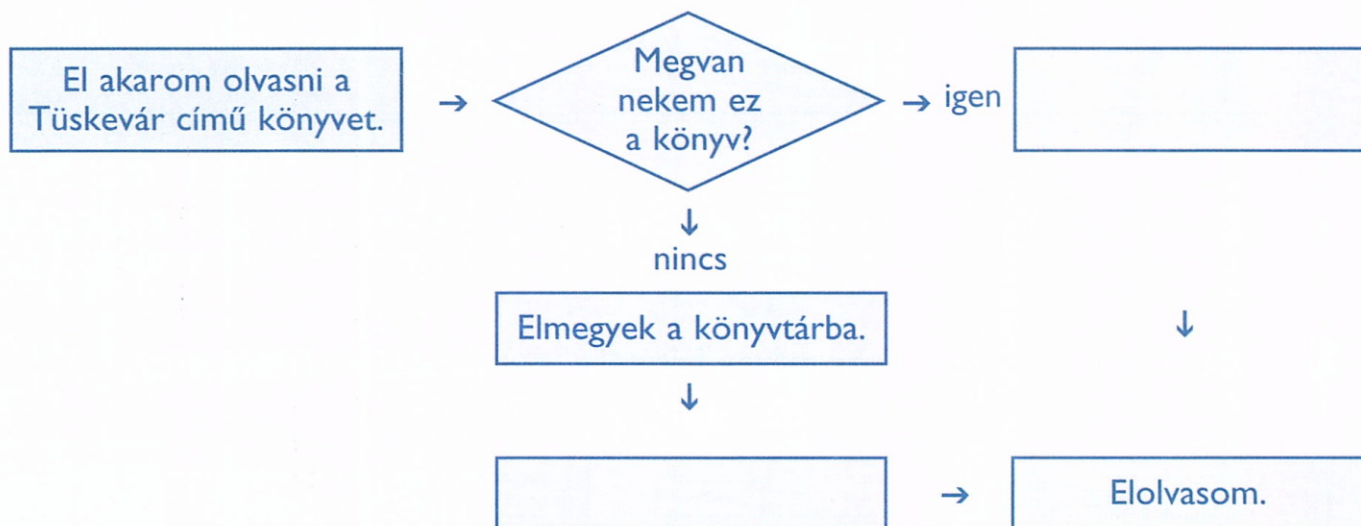 El akarom olvasni a
Tüskevár című könyvet.
Megvan
nekem ez
a könyv?
igen
nincs
Elmegyek a könyvtárba.
Elolvasom.